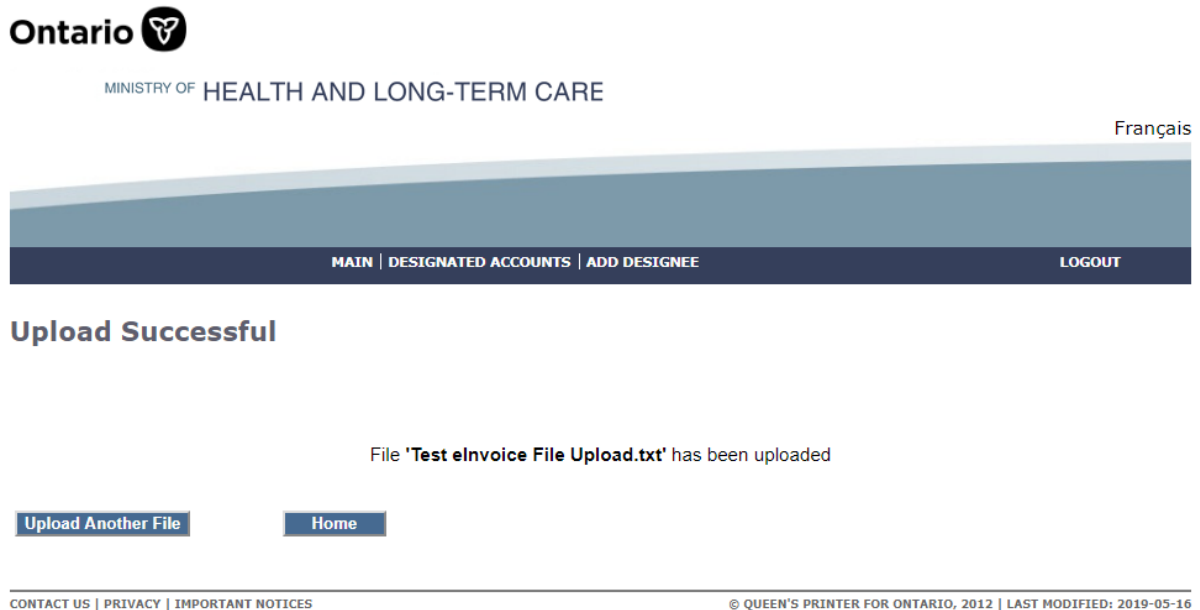 Ontario
MINISTRY OF HEALTH AND LONG-TERM CARE
Français
MAIN | DESIGNATED ACCOUNTS | ADD DESIGNEE LOGOUT
Upload Successful
File 'Test eInvoice File Upload.txt' has been uploaded
Upload Another File Home
CONTACT US | PRIVACY | IMPORTANT NOTICES © QUEEN'S PRINTER FOR ONTARIO, 2012 | LAST MODIFIED: 2019-05-16